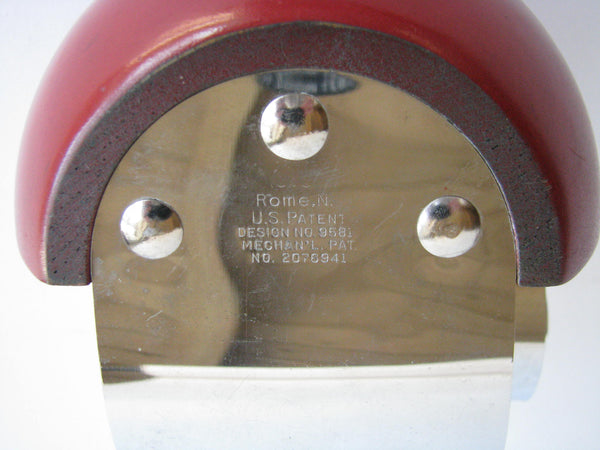 Rome, N.
U.S. PATENT
DESIGN NO. 9581
MECHAN'L. PAT.
NO. 2076941